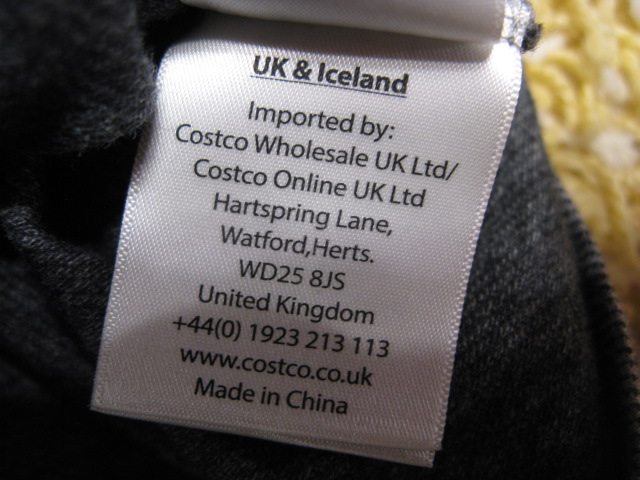 UK & Iceland
Imported by:
Costco Wholesale UK Ltd/
Costco Online UK Ltd
Hartspring Lane,
Watford,Herts.
WD25 8JS
United Kingdom
+44(0) 1923 213 113
www.costco.co.uk
Made in China